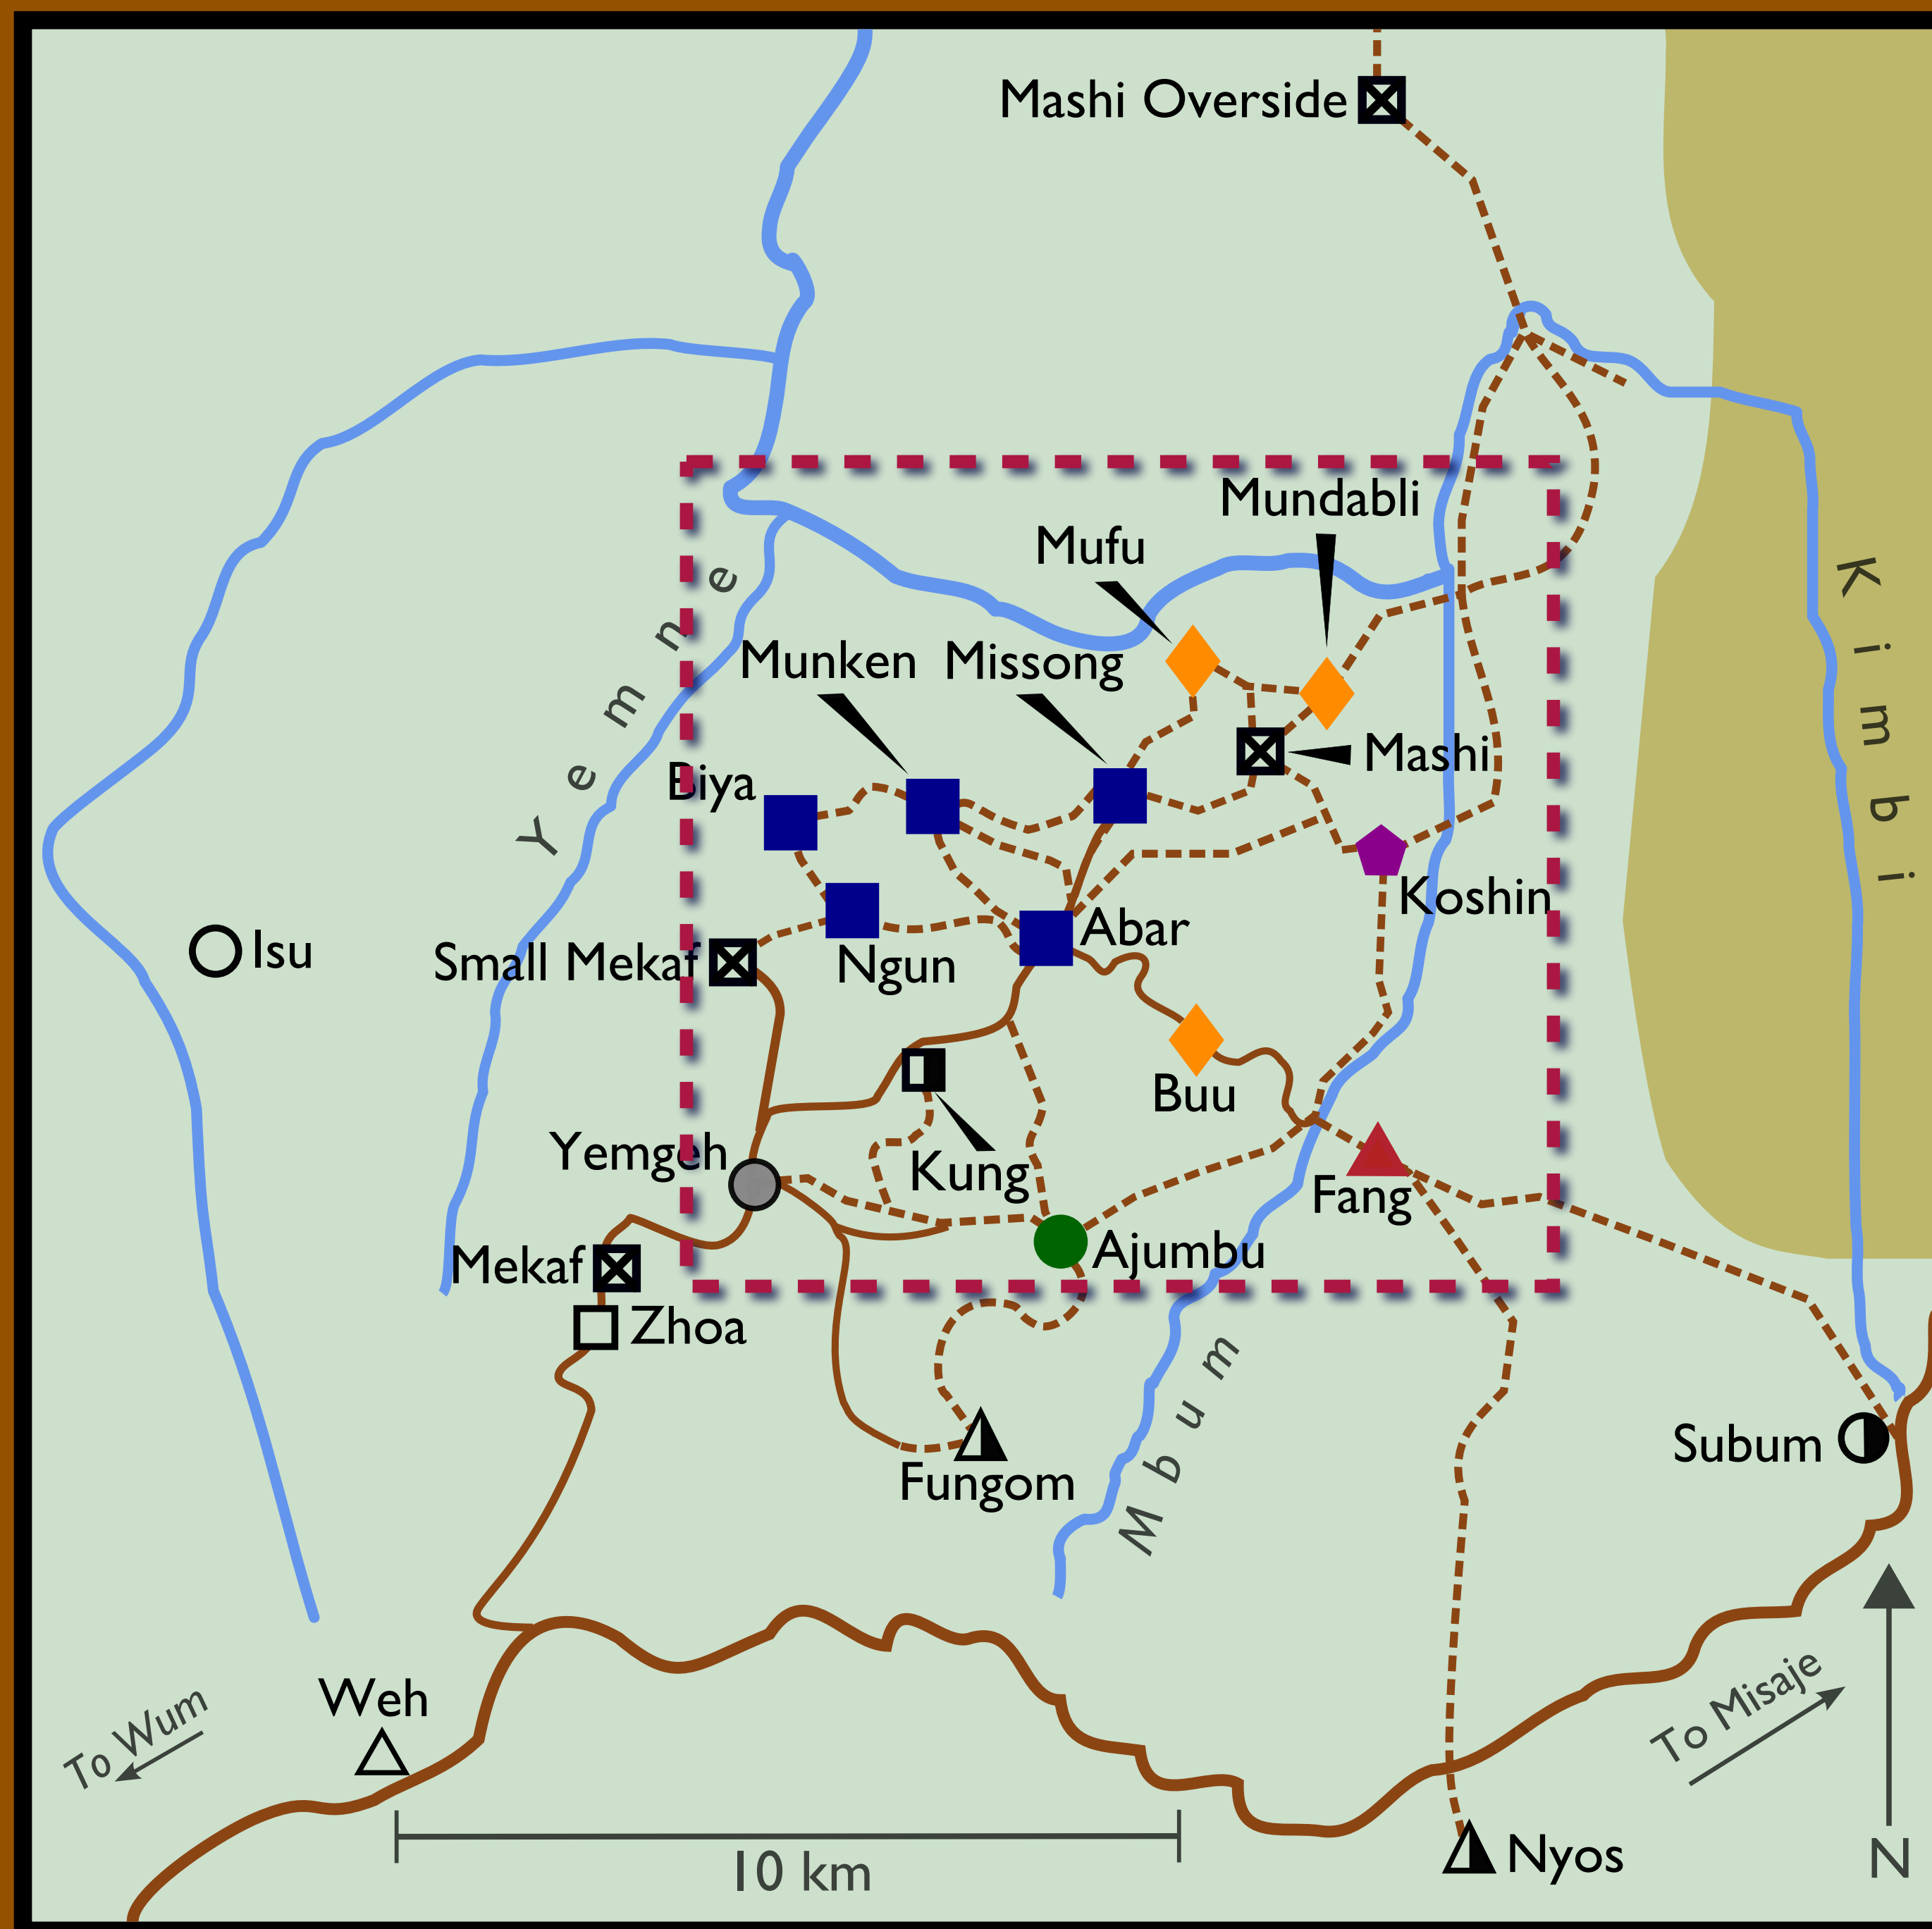 Mashi Overside
Mundabli
Mufu
Kimbi
Yemne
Munken
Missong
Mashi
Biya
Koshin
Abar
Isu
Small Mekaf
Ngun
Buu
Yemgeh
Kung
Fang
Ajumbu
Mekaf
Zhoa
Mbum
Subum
Fungom
Weh
To Wum
To Misaje
10 km
Nyos
N